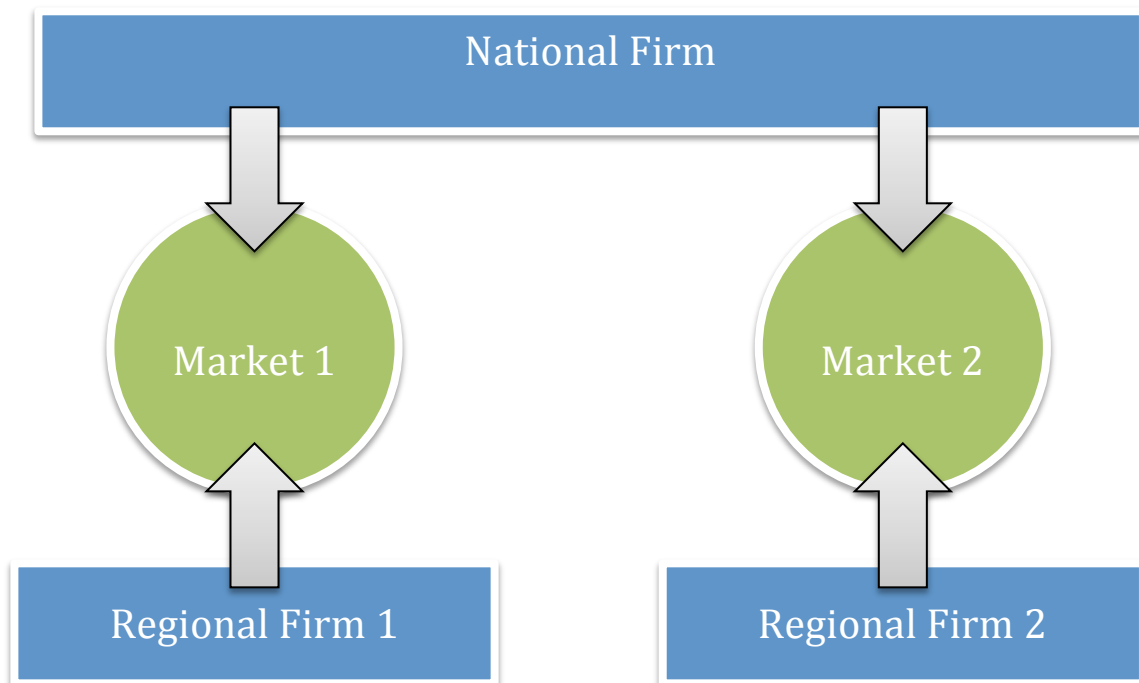 National Firm
Market 1
Market 2
Regional Firm 1
Regional Firm 2